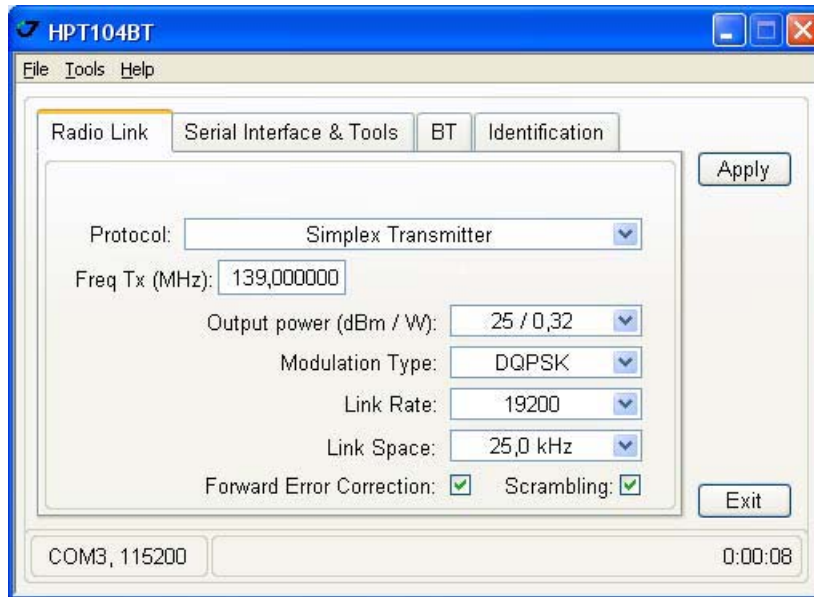 HPT104BT
File Tools Help
Radio Link Serial Interface & Tools BT Identification
Apply
Protocol: Simplex Transmitter
Freq Tx (MHz): 139,000000
Output power (dBm / W): 25 / 0,32
Modulation Type: DQPSK
Link Rate: 19200
Link Space: 25,0 kHz
Forward Error Correction: Scrambling:
Exit
COM3, 115200 0:00:08